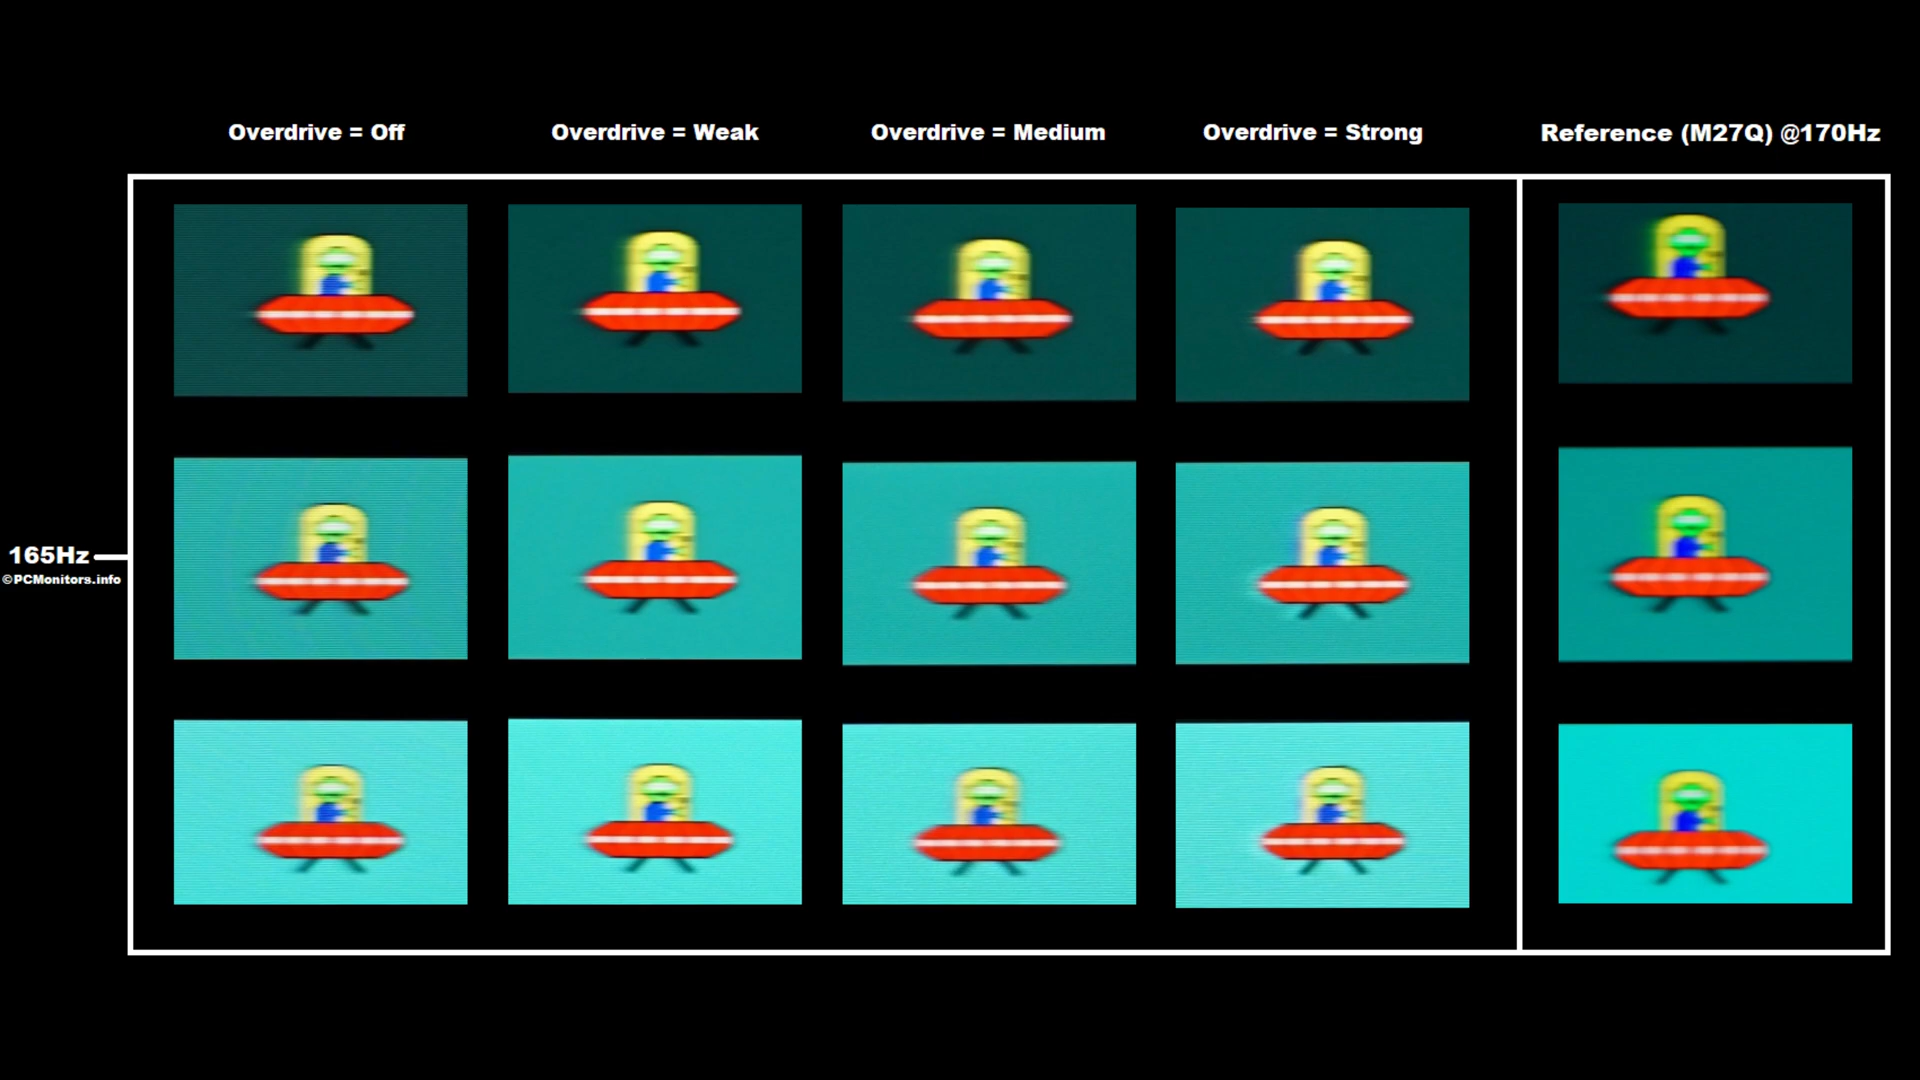 Overdrive = Off
Overdrive = Weak
Overdrive = Medium
Overdrive = Strong
Reference (M27Q) @170Hz
165Hz
©PCMonitors.info